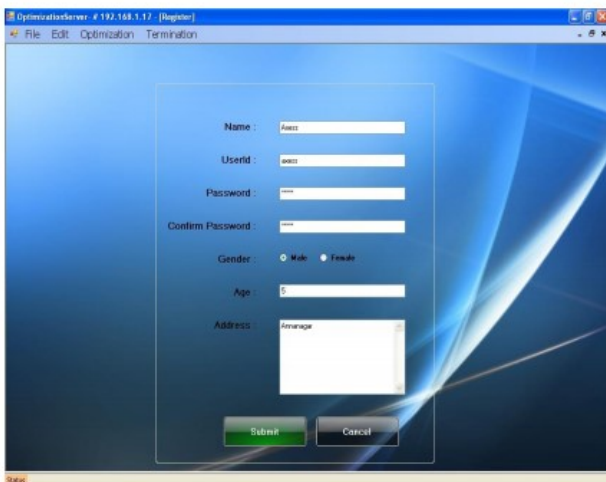 OptimizationServer-# 192.168.1.17 - [Register]
File Edit Optimization Termination
Name :
UserId :
Password :
Confirm Password :
Gender : Male Female
Age : 5
Address : Annanagar
Submit Cancel
Status